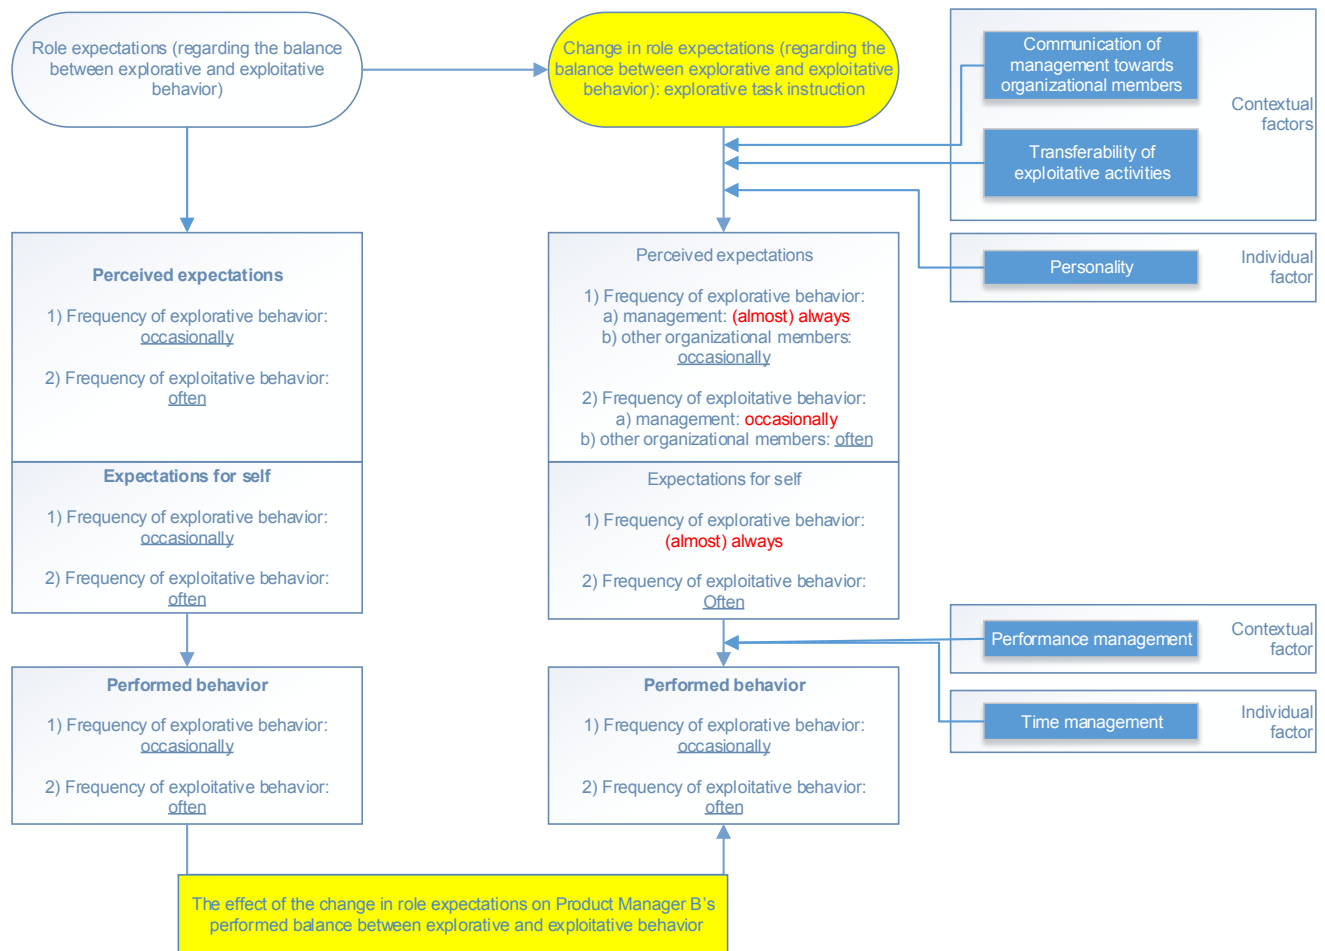 Role expectations (regarding the balance
between explorative and exploitative
behavior)
Change in role expectations (regarding the
balance between explorative and exploitative
behavior): explorative task instruction
Communication of
management towards
organizational members
Contextual
factors
Transferability of
exploitative activities
Personality
Individual
factor
Perceived expectations
1) Frequency of explorative behavior:
occasionally
2) Frequency of exploitative behavior:
often
Expectations for self
1) Frequency of explorative behavior:
occasionally
2) Frequency of exploitative behavior:
often
Performed behavior
1) Frequency of explorative behavior:
occasionally
2) Frequency of exploitative behavior:
often
Perceived expectations
1) Frequency of explorative behavior:
a) management: (almost) always
b) other organizational members:
occasionally
2) Frequency of exploitative behavior:
a) management: occasionally
b) other organizational members: often
Expectations for self
1) Frequency of explorative behavior:
(almost) always
2) Frequency of exploitative behavior:
Often
Performed behavior
1) Frequency of explorative behavior:
occasionally
2) Frequency of exploitative behavior:
often
Performance management
Contextual
factor
Time management
Individual
factor
The effect of the change in role expectations on Product Manager B's
performed balance between explorative and exploitative behavior